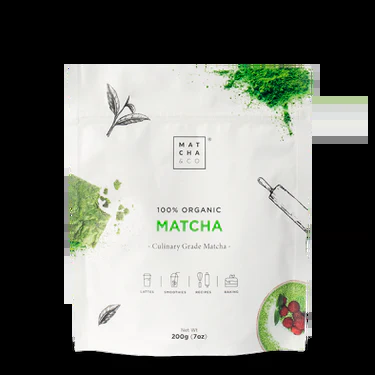 MAT
CHA
&CO
®
100% ORGANIC
MATCHA
- Culinary Grade Matcha -
LATTES SMOOTHIES RECIPES BAKING
Net Wt
200g (7oz)